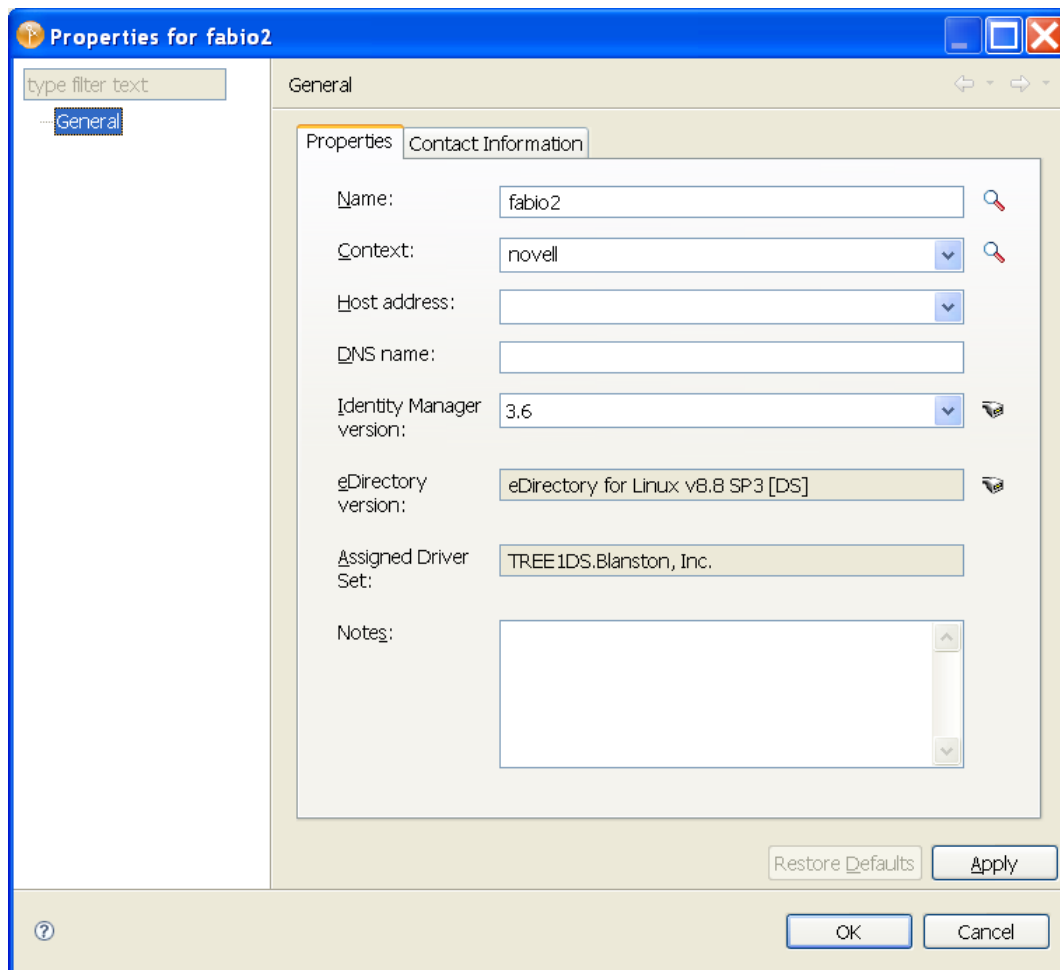 Properties for fabio2
type filter text
General
General
Properties
Contact Information
Name:
fabio2
Context:
novell
Host address:
DNS name:
Identity Manager
version:
3.6
eDirectory
version:
eDirectory for Linux v8.8 SP3 [DS]
Assigned Driver
Set:
TREE1DS.Blanston, Inc.
Notes:
Restore Defaults
Apply
?
OK
Cancel